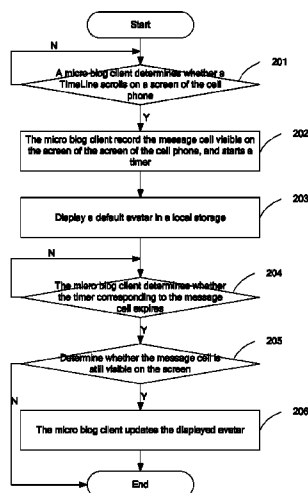 Start
N
201
A micro blog client determines whether a
TimeLine scrolls on a screen of the cell
phone
Y
202
The micro blog client record the message cell visible
on the screen of the screen of the cell phone, and starts a
timer
203
Display a default avatar in a local storage
N
204
The micro blog client determines whether
the timer corresponding to the message
cell expires
Y
205
Determine whether the message cell is
still visible on the screen
N
Y
206
The micro blog client updates the displayed avatar
End